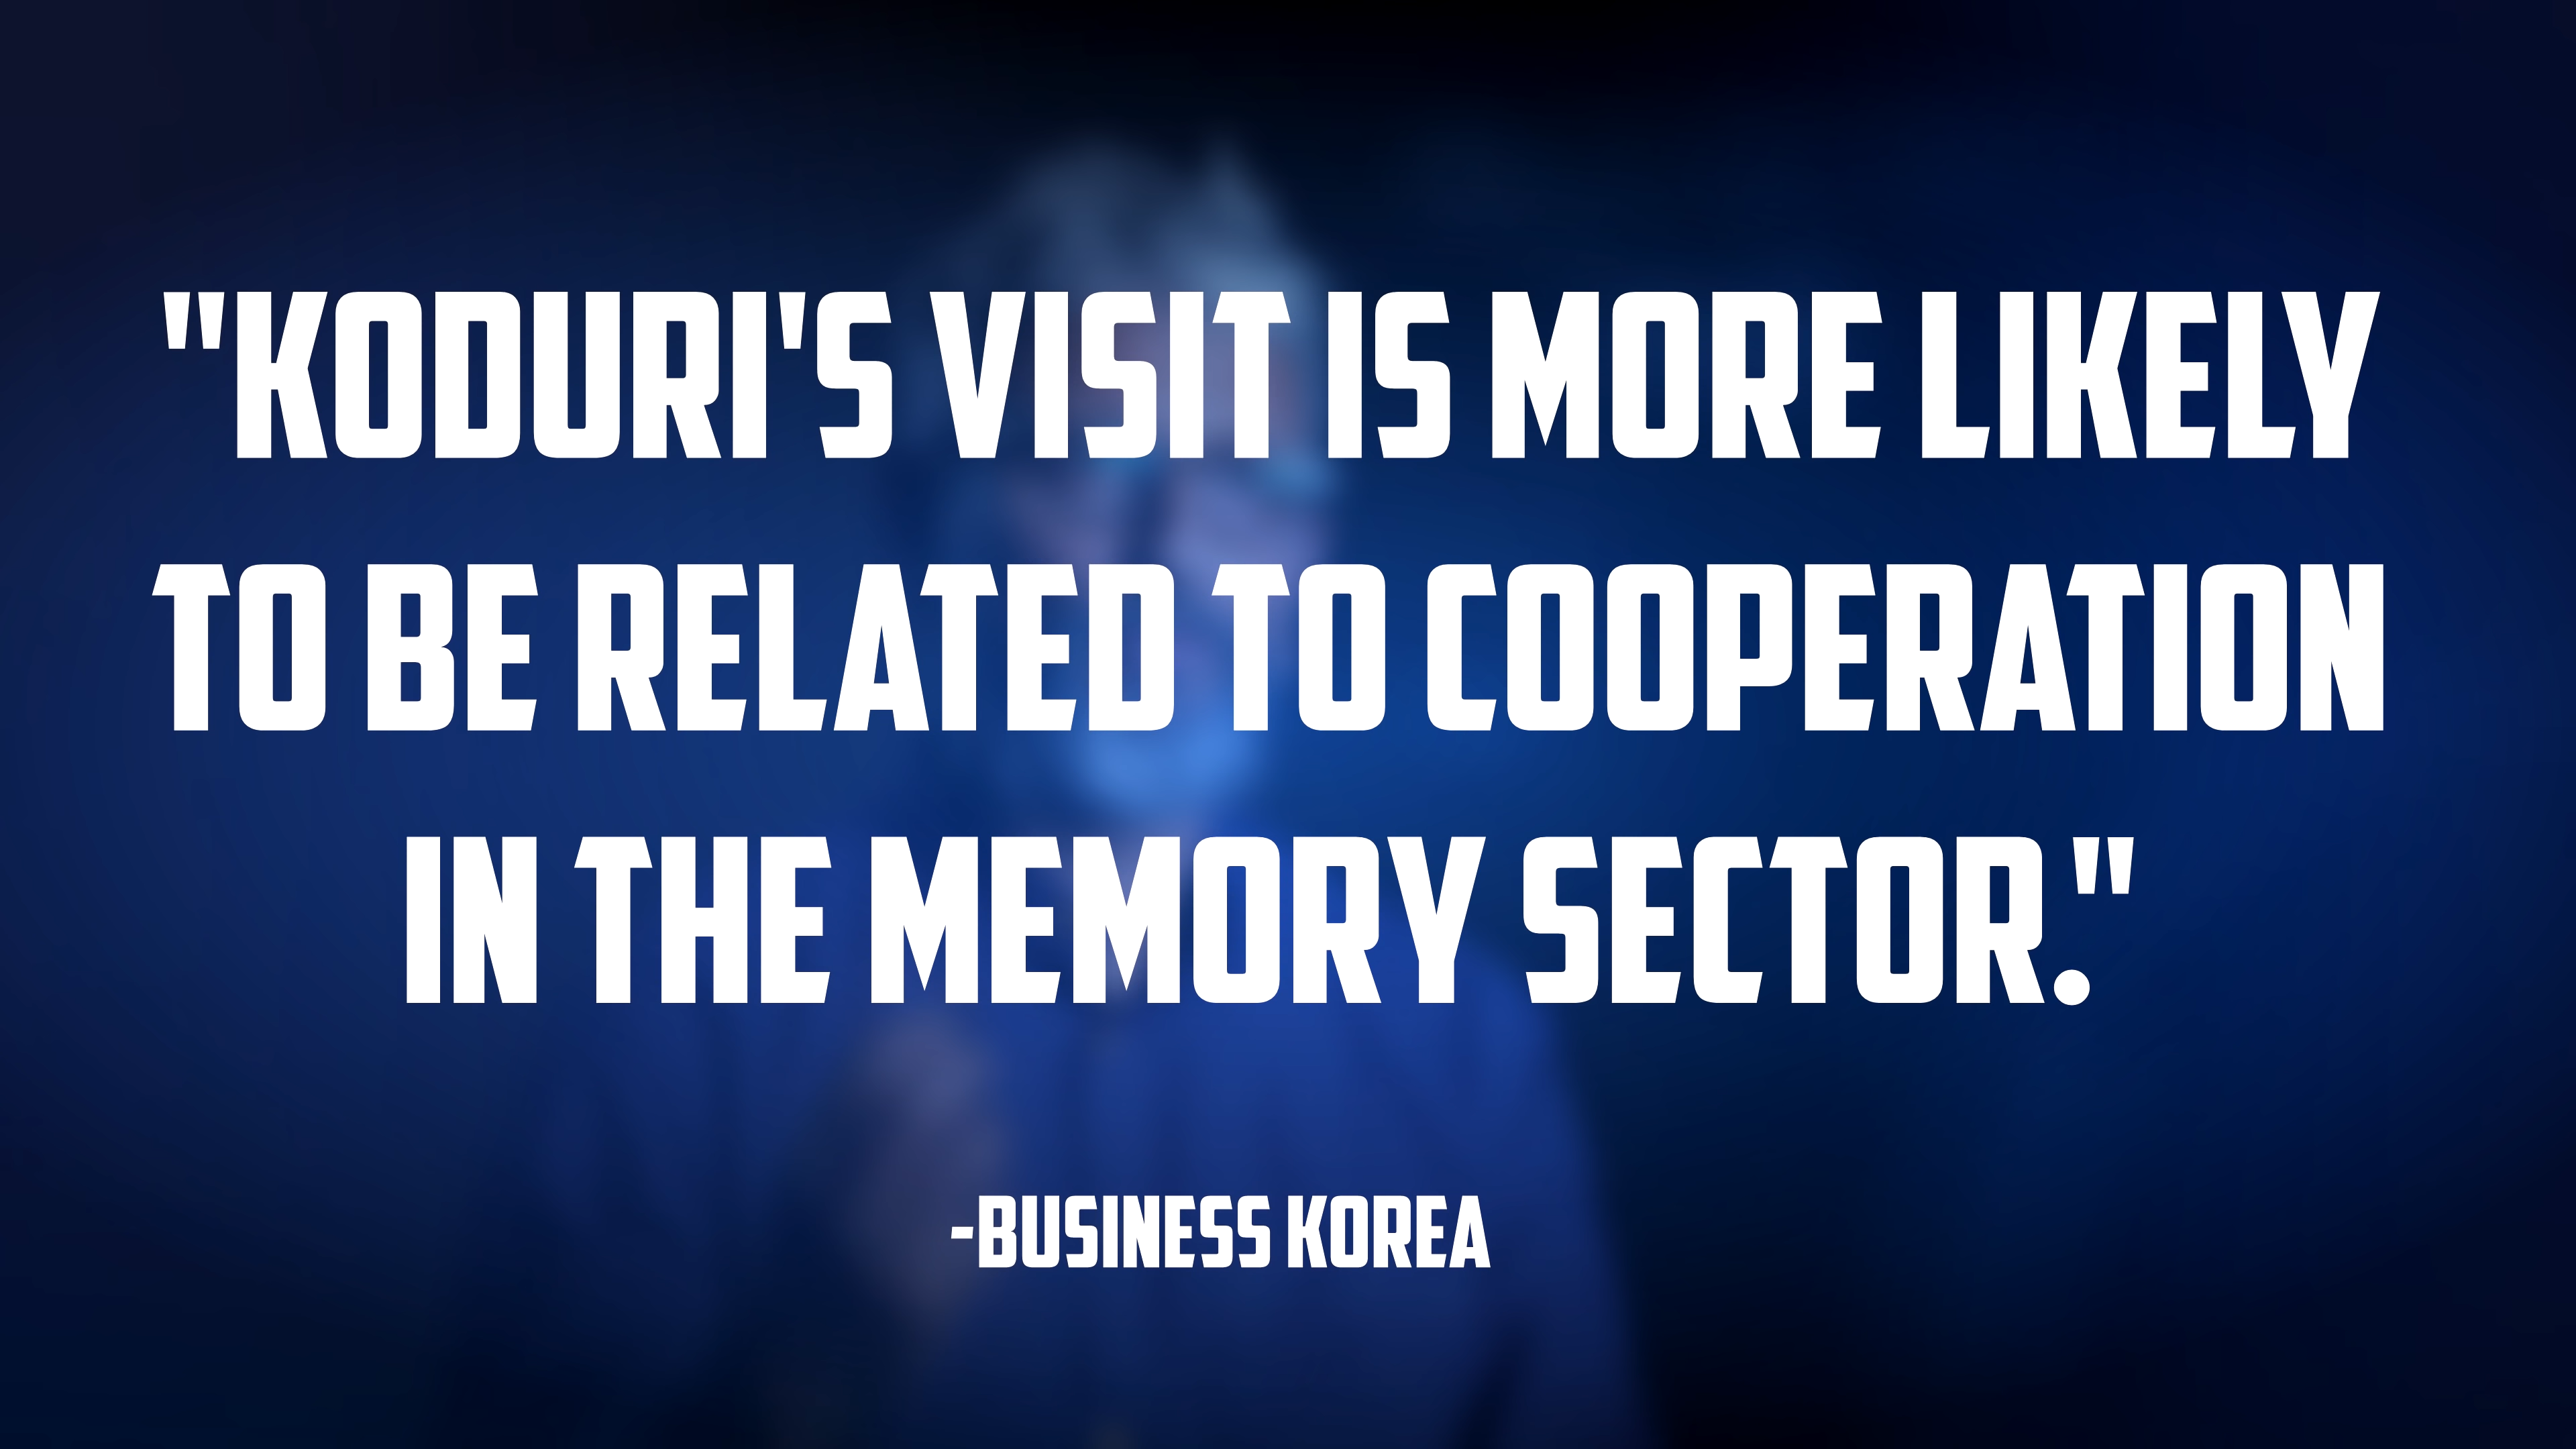 "KODURI'S VISIT IS MORE LIKELY
TO BE RELATED TO COOPERATION
IN THE MEMORY SECTOR."
-BUSINESS KOREA